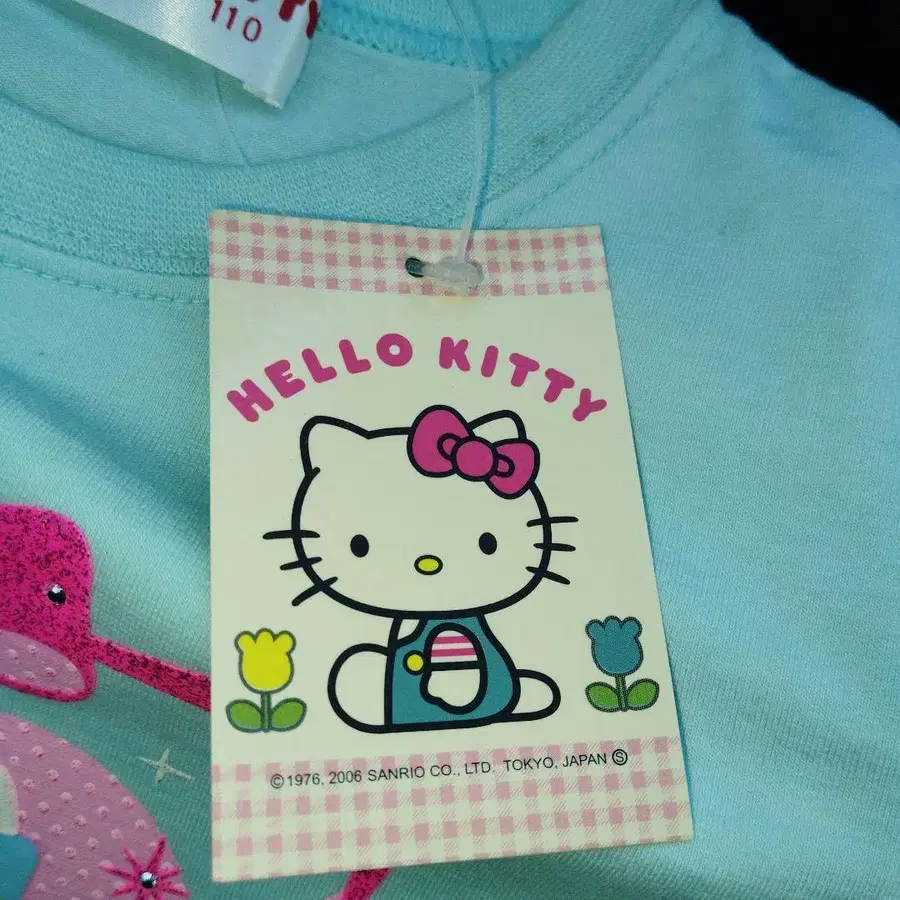 110
HELLO KITTY
©1976, 2006 SANRIO CO., LTD. TOKYO, JAPAN Ⓢ